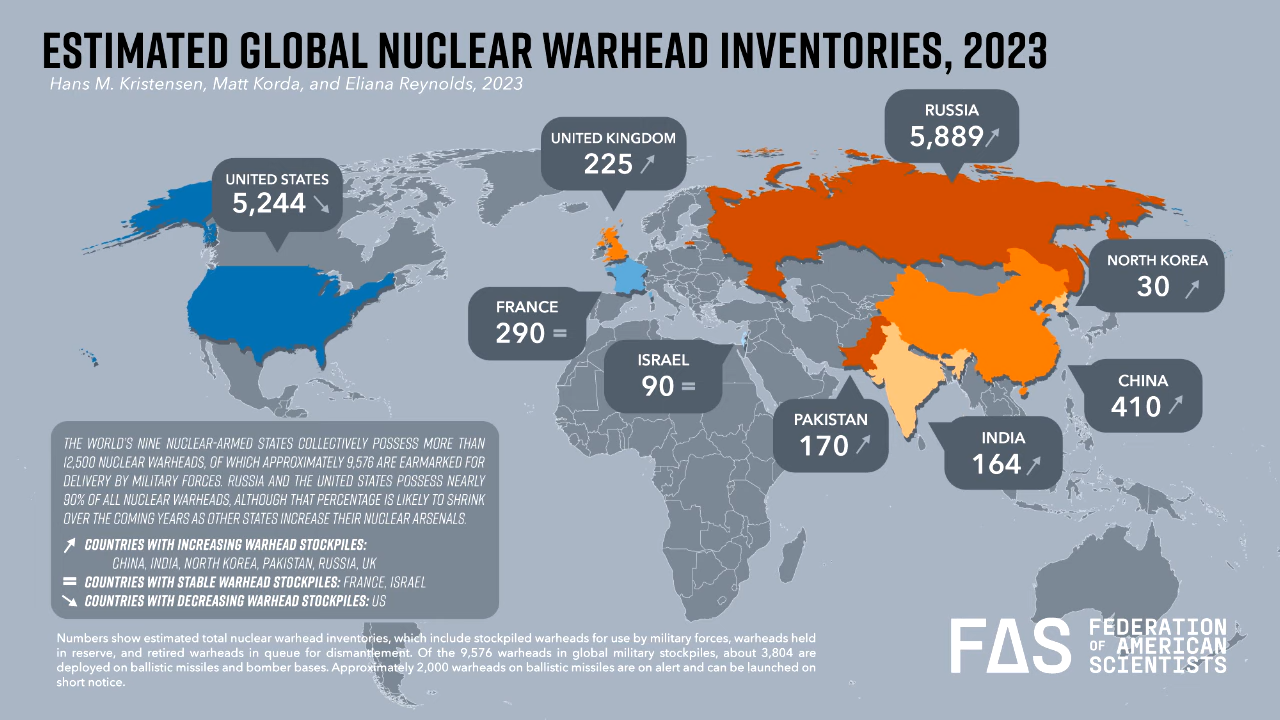 ESTIMATED GLOBAL NUCLEAR WARHEAD INVENTORIES, 2023
Hans M. Kristensen, Matt Korda, and Eliana Reynolds, 2023
RUSSIA
5,889
UNITED KINGDOM
225
UNITED STATES
5,244
NORTH KOREA
30
FRANCE
290 =
ISRAEL
90 =
CHINA
410
PAKISTAN
170
INDIA
164
THE WORLD'S NINE NUCLEAR-ARMED STATES COLLECTIVELY POSSESS MORE THAN
12,500 NUCLEAR WARHEADS, OF WHICH APPROXIMATELY 9,576 ARE EARMARKED FOR
DELIVERY BY MILITARY FORCES. RUSSIA AND THE UNITED STATES POSSESS NEARLY
90% OF ALL NUCLEAR WARHEADS, ALTHOUGH THAT PERCENTAGE IS LIKELY TO SHRINK
OVER THE COMING YEARS AS OTHER STATES INCREASE THEIR NUCLEAR ARSENALS.
COUNTRIES WITH INCREASING WARHEAD STOCKPILES:
CHINA, INDIA, NORTH KOREA, PAKISTAN, RUSSIA, UK
= COUNTRIES WITH STABLE WARHEAD STOCKPILES: FRANCE, ISRAEL
COUNTRIES WITH DECREASING WARHEAD STOCKPILES: US
Numbers show estimated total nuclear warhead inventories, which include stockpiled warheads for use by military forces, warheads held
in reserve, and retired warheads in queue for dismantlement. Of the 9,576 warheads in global military stockpiles, about 3,804 are
deployed on ballistic missiles and bomber bases. Approximately 2,000 warheads on ballistic missiles are on alert and can be launched on
short notice.
FAS
FEDERATION
OF AMERICAN
SCIENTISTS